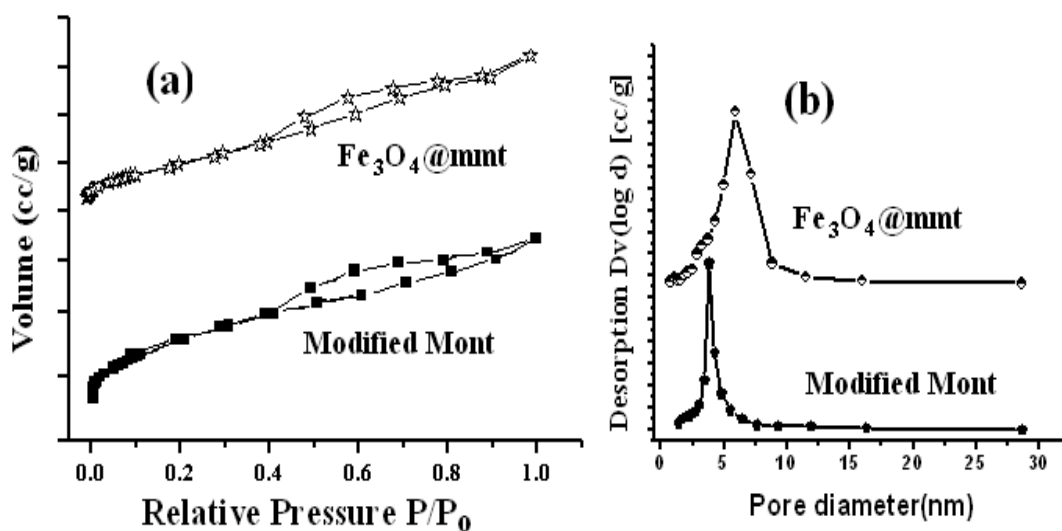 (a)
Fe3O4@mmt
Modified Mont
Volume (cc/g)
0.0 0.2 0.4 0.6 0.8 1.0
Relative Pressure P/P0
(b)
Fe3O4@mmt
Modified Mont
Desorption Dv(log d) [cc/g]
0 5 10 15 20 25 30
Pore diameter(nm)